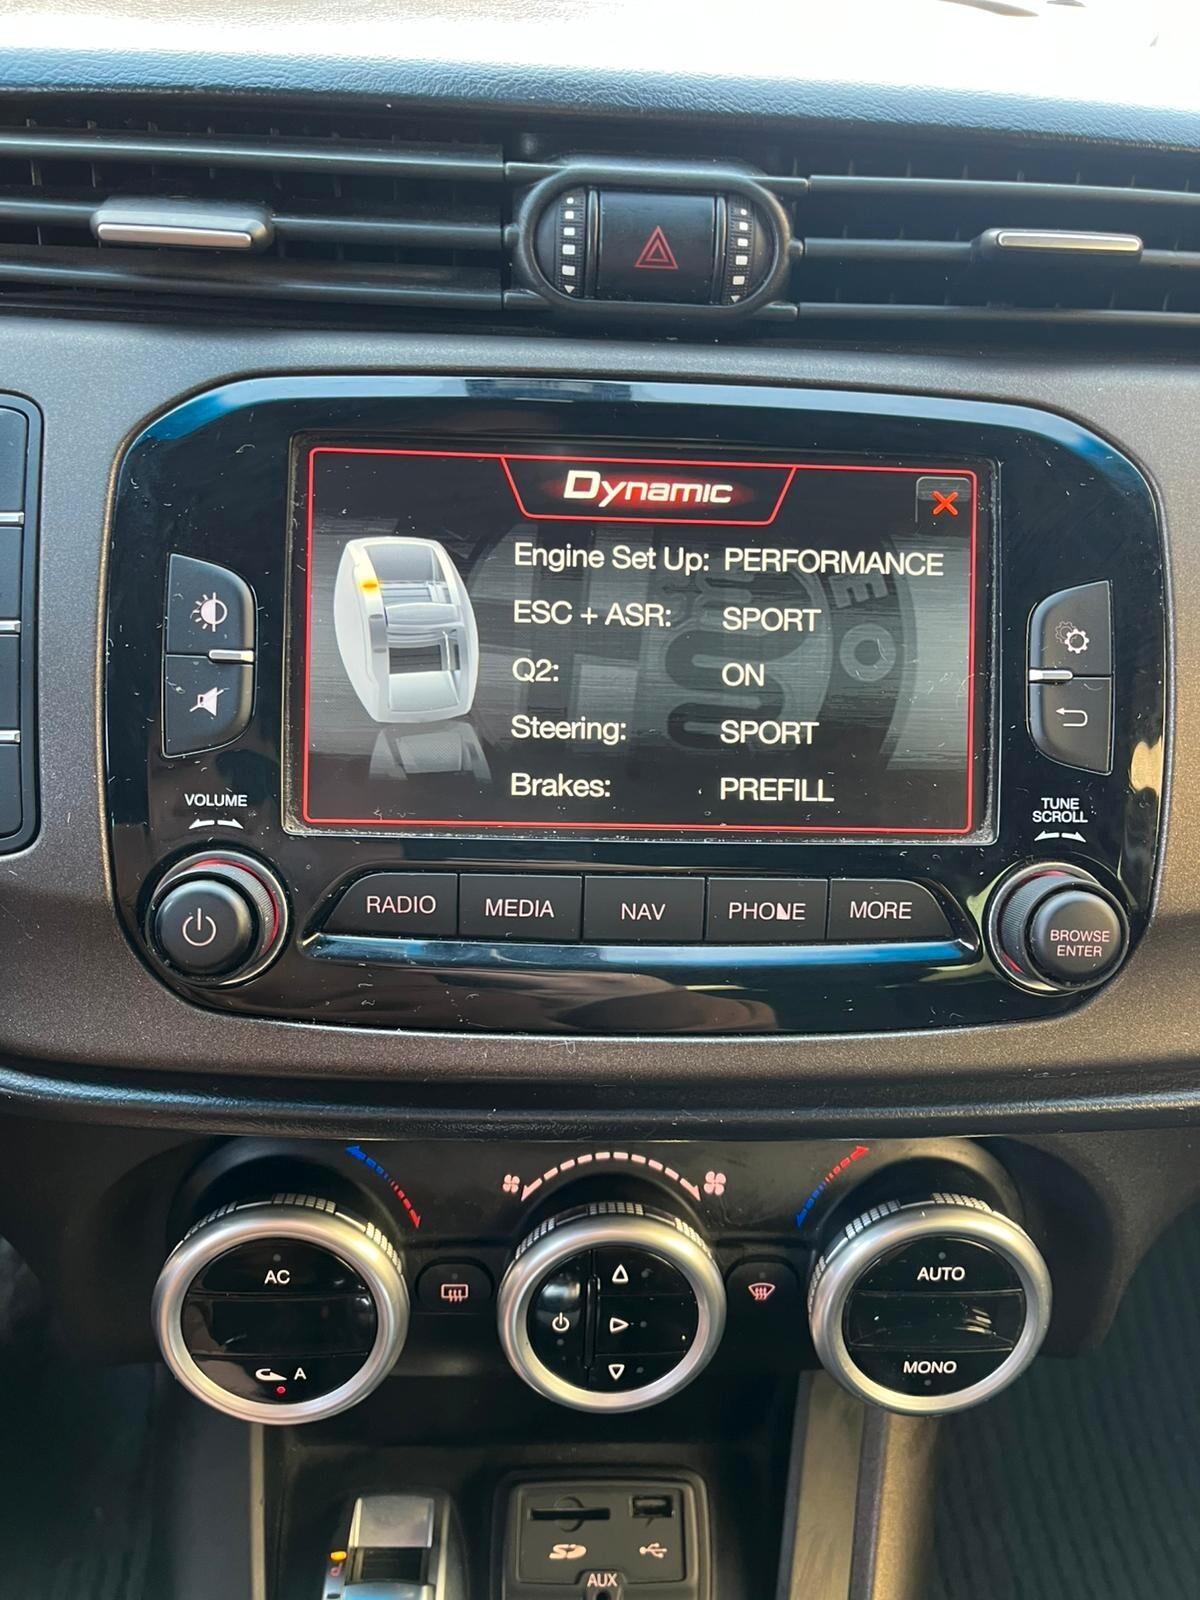 Dynamic
Engine Set Up: PERFORMANCE
ESC + ASR: SPORT
Q2: ON
Steering: SPORT
Brakes: PREFILL
VOLUME
TUNE
SCROLL
RADIO
MEDIA
NAV
PHONE
MORE
BROWSE
ENTER
AC
A
AUTO
MONO
SD
AUX